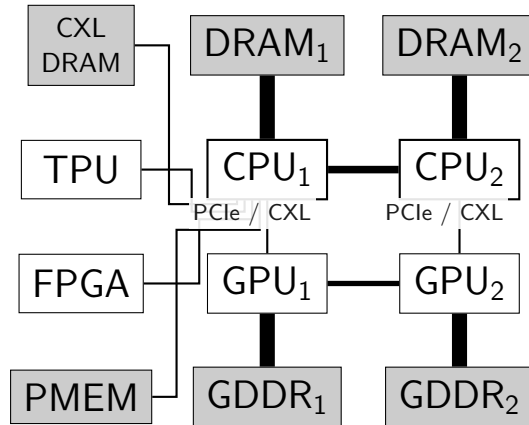 CXL
DRAM
DRAM₁
DRAM₂
TPU
CPU₁
CPU₂
PCIe / CXL
PCIe / CXL
FPGA
GPU₁
GPU₂
PMEM
GDDR₁
GDDR₂